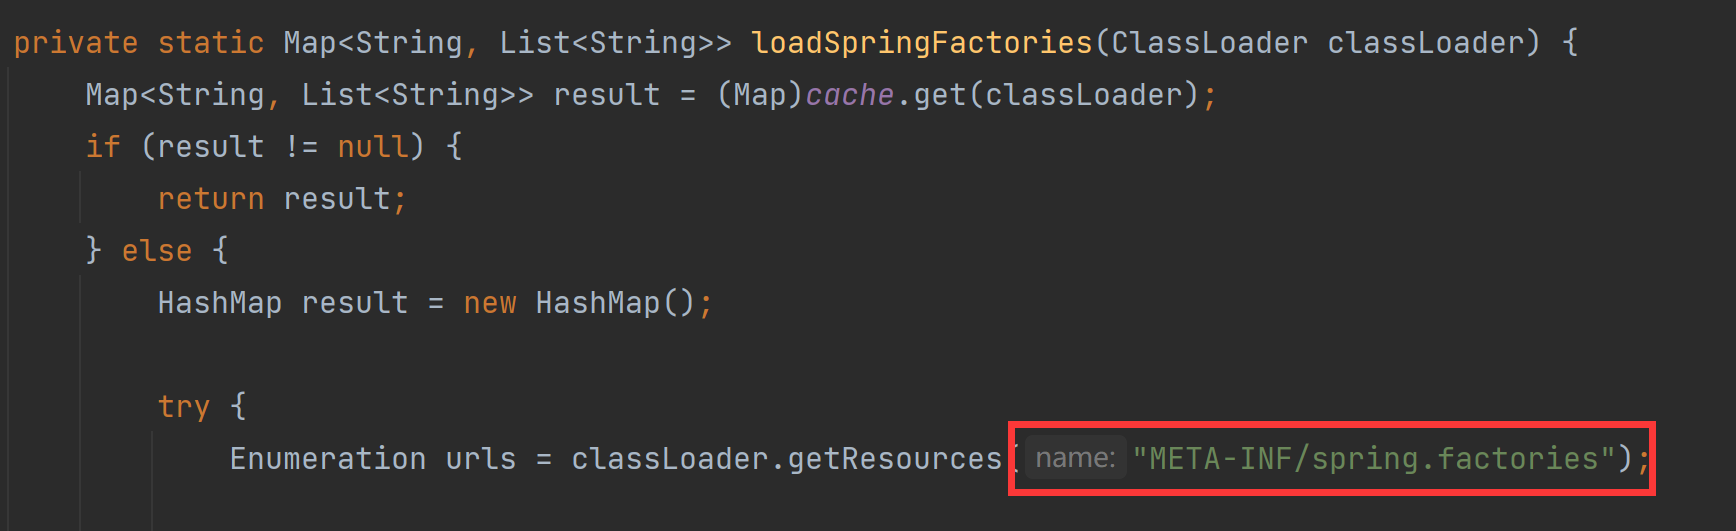 private static Map<String, List<String>> loadSpringFactories(ClassLoader classLoader) {
Map<String, List<String>> result = (Map)cache.get(classLoader);
if (result != null) {
return result;
} else {
HashMap result = new HashMap();
try {
Enumeration urls = classLoader.getResources( name: "META-INF/spring.factories");